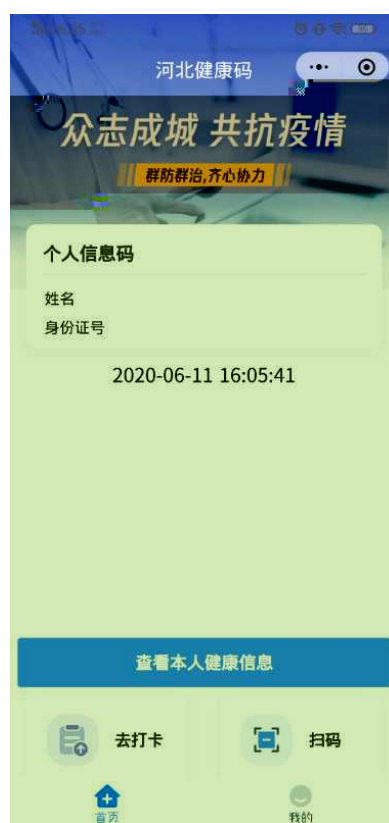 河北健康码
众志成城 共抗疫情
群防群治,齐心协力
个人信息码
姓名
身份证号
2020-06-11 16:05:41
查看本人健康信息
去打卡 扫码
首页 我的